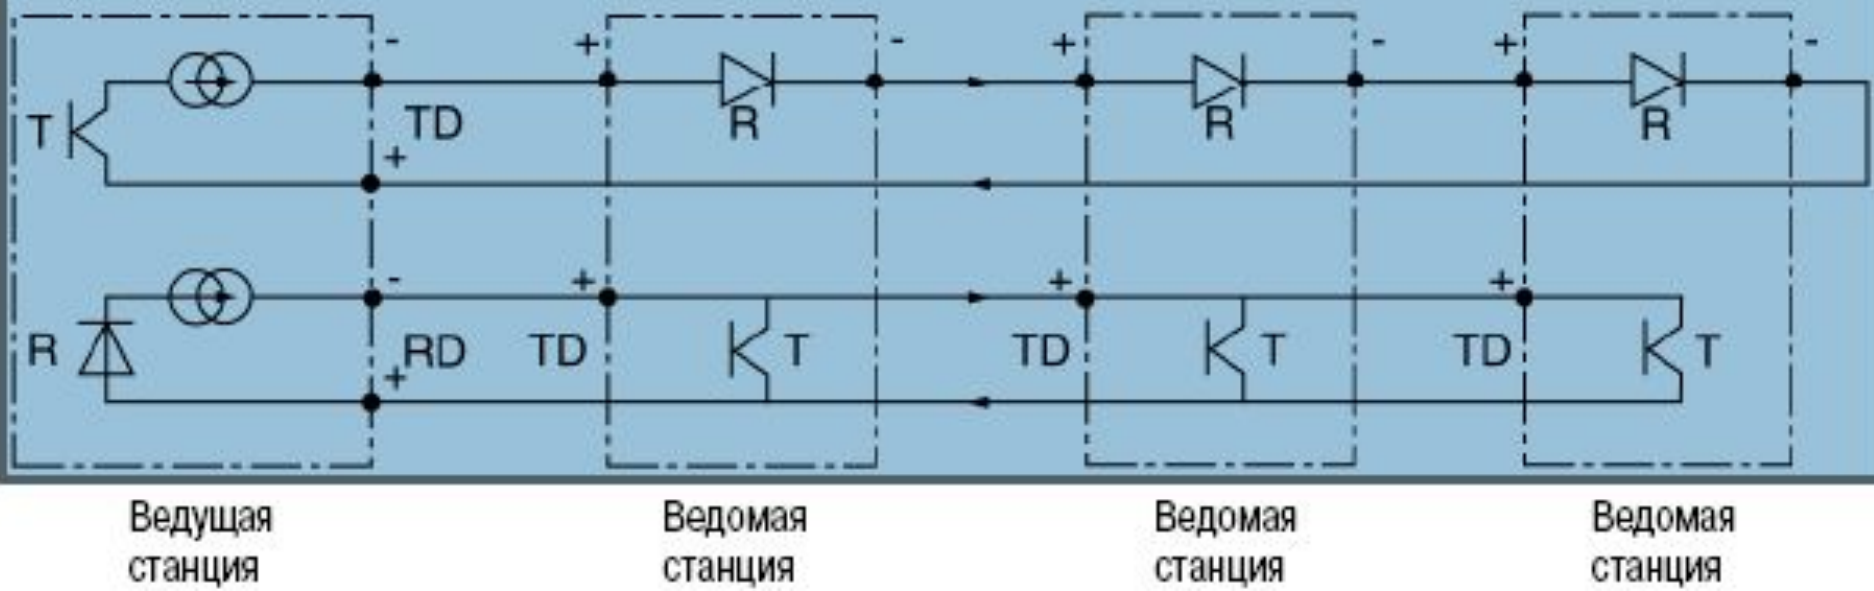 - + - + - + -
T TD R R R
+
- + + +
R RD TD T TD T TD T
+
Ведущая станция
Ведомая станция
Ведомая станция
Ведомая станция